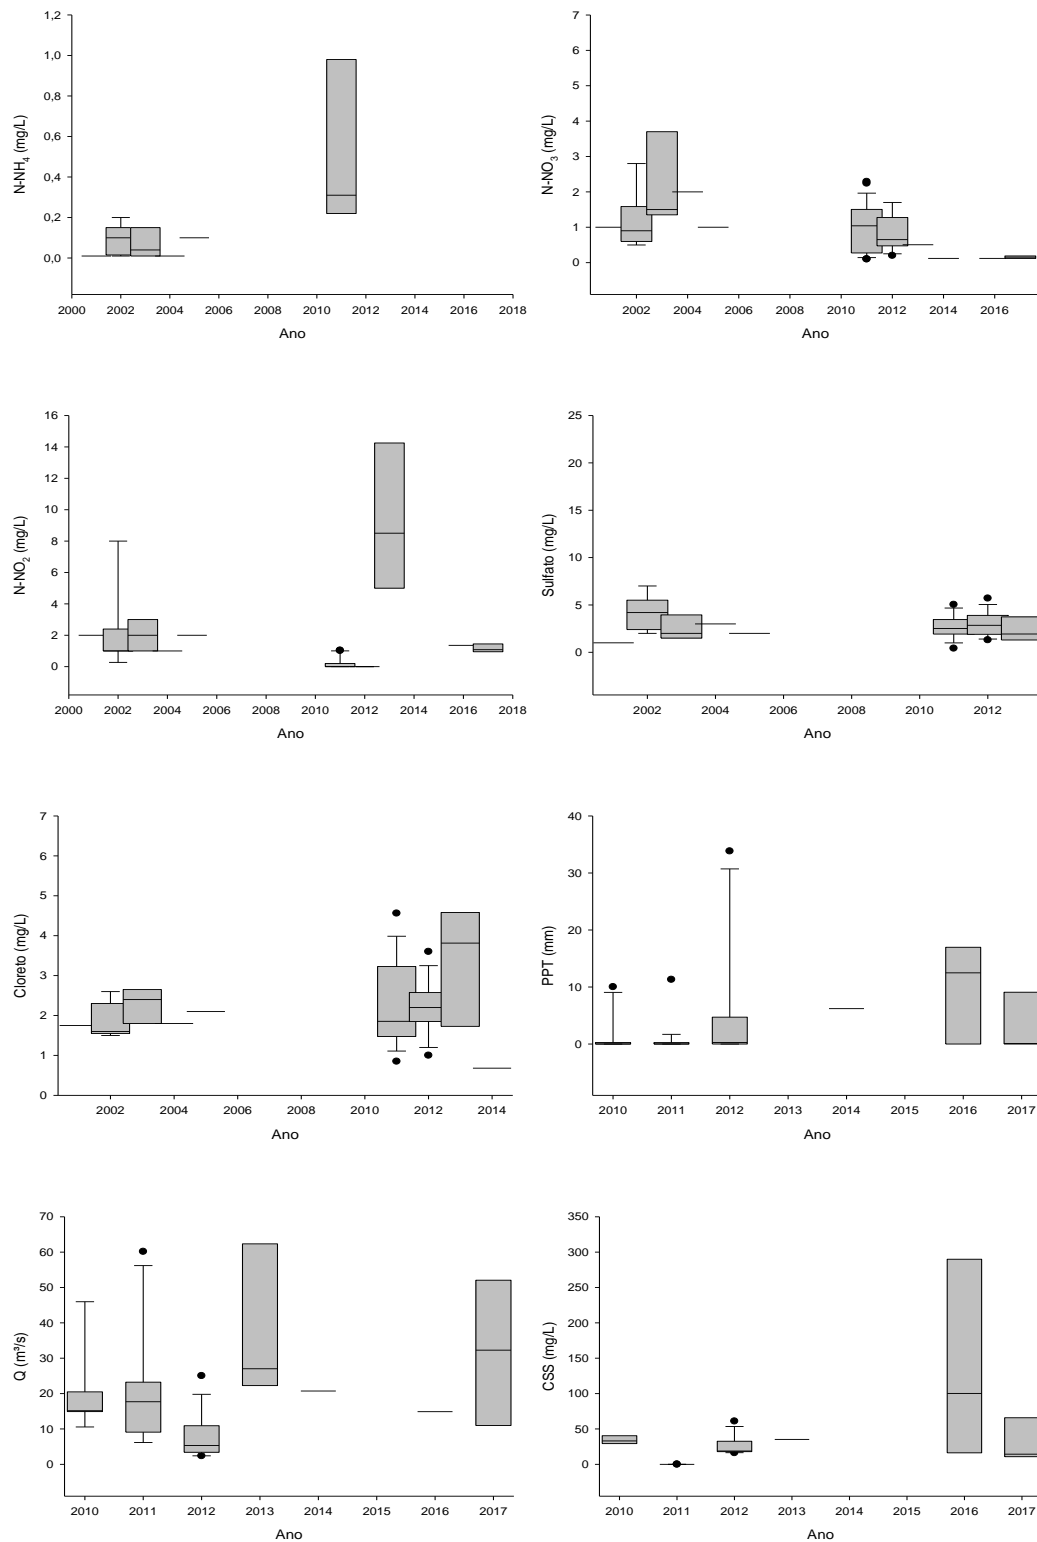 1,2
1,0
0,8
0,6
0,4
0,2
0,0
N-NH4 (mg/L)
2000 2002 2004 2006 2008 2010 2012 2014 2016 2018
Ano
7
6
5
4
3
2
1
0
N-NO3 (mg/L)
2002 2004 2006 2008 2010 2012 2014 2016
Ano
16
14
12
10
8
6
4
2
0
N-NO2 (mg/L)
2000 2002 2004 2006 2008 2010 2012 2014 2016 2018
Ano
25
20
15
10
5
0
Sulfato (mg/L)
2002 2004 2006 2008 2010 2012
Ano
7
6
5
4
3
2
1
0
Cloreto (mg/L)
2002 2004 2006 2008 2010 2012 2014
Ano
40
30
20
10
0
PPT (mm)
2010 2011 2012 2013 2014 2015 2016 2017
Ano
70
60
50
40
30
20
10
0
Q (m³/s)
2010 2011 2012 2013 2014 2015 2016 2017
Ano
350
300
250
200
150
100
50
0
CSS (mg/L)
2010 2011 2012 2013 2014 2015 2016 2017
Ano